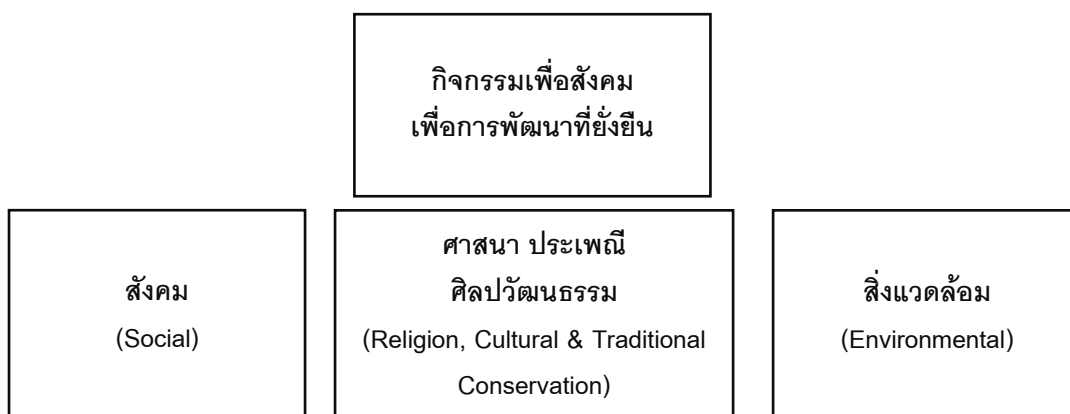 กิจกรรมเพื่อสังคม
เพื่อการพัฒนาที่ยั่งยืน
สังคม
(Social)
ศาสนา ประเพณี
ศิลปวัฒนธรรม
(Religion, Cultural & Traditional
Conservation)
สิ่งแวดล้อม
(Environmental)